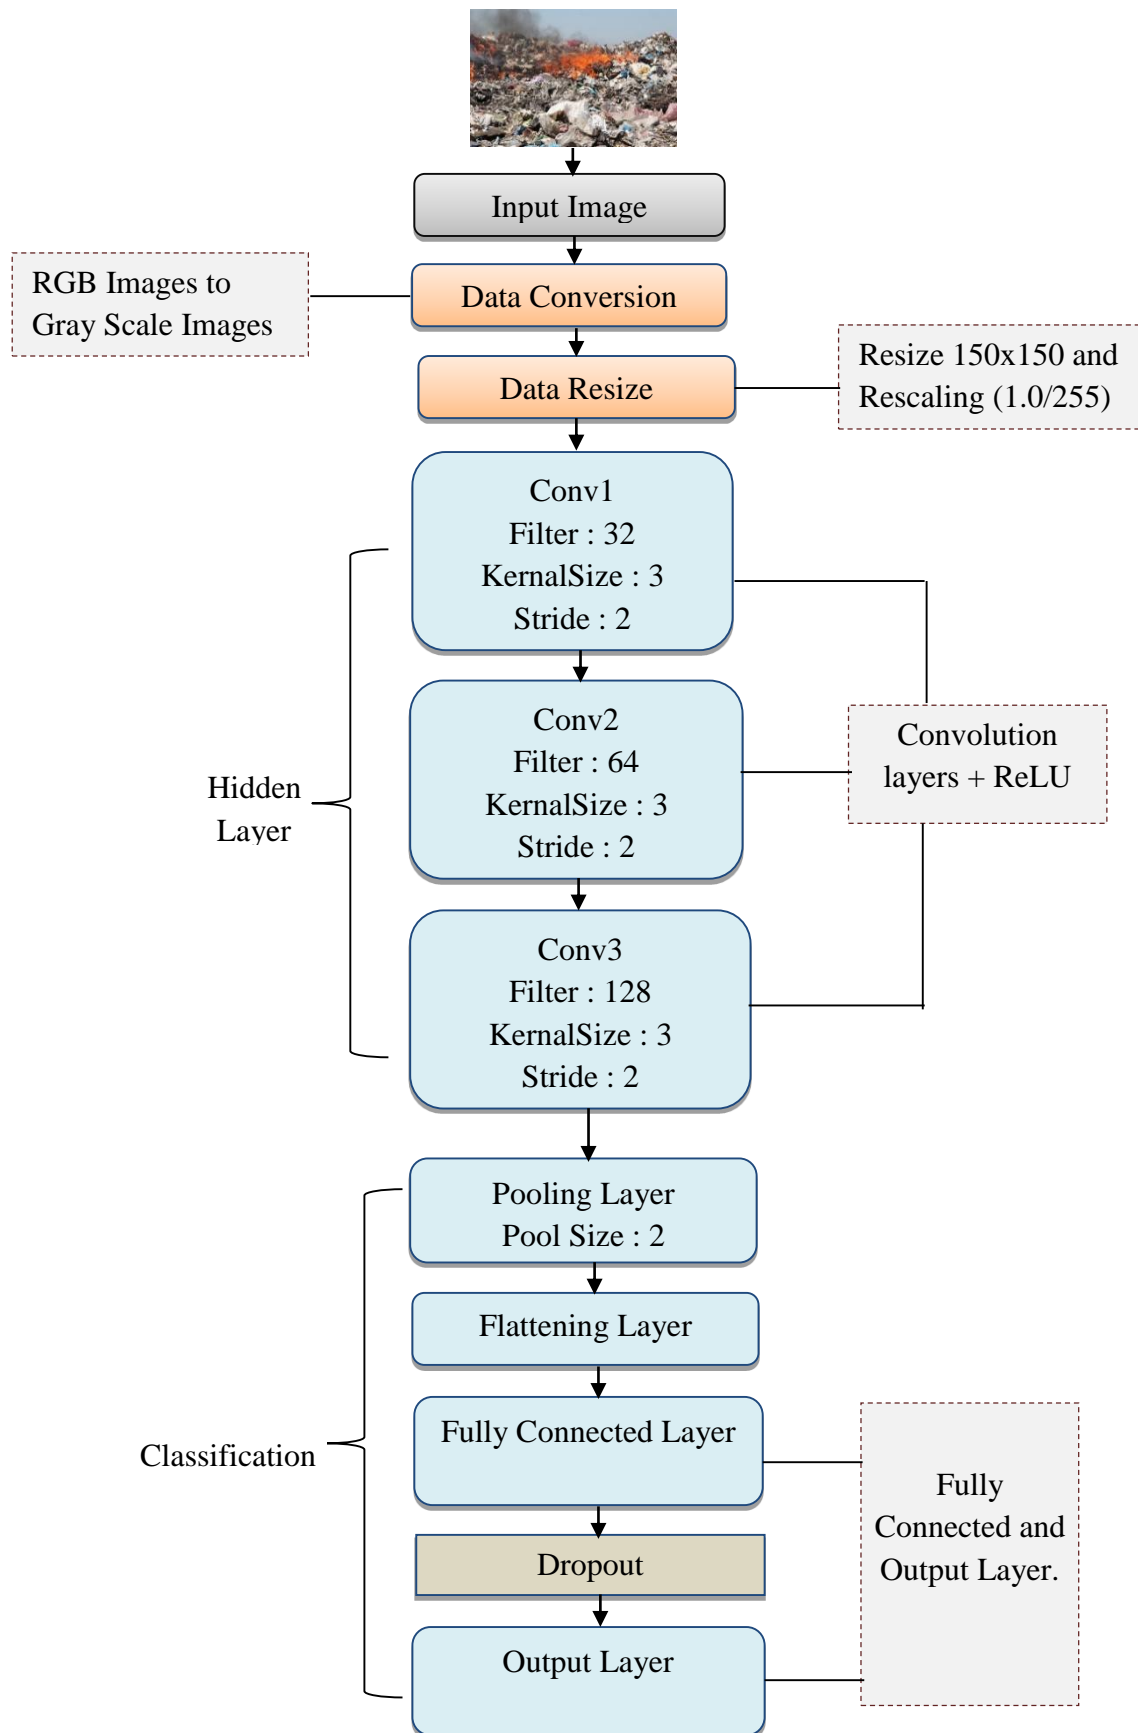 Input Image
RGB Images to
Gray Scale Images
Data Conversion
Data Resize
Resize 150x150 and
Rescaling (1.0/255)
Conv1
Filter : 32
KernalSize : 3
Stride : 2
Conv2
Filter : 64
KernalSize : 3
Stride : 2
Convolution
layers + ReLU
Hidden
Layer
Conv3
Filter : 128
KernalSize : 3
Stride : 2
Pooling Layer
Pool Size : 2
Flattening Layer
Fully Connected Layer
Classification
Fully
Connected and
Output Layer.
Dropout
Output Layer